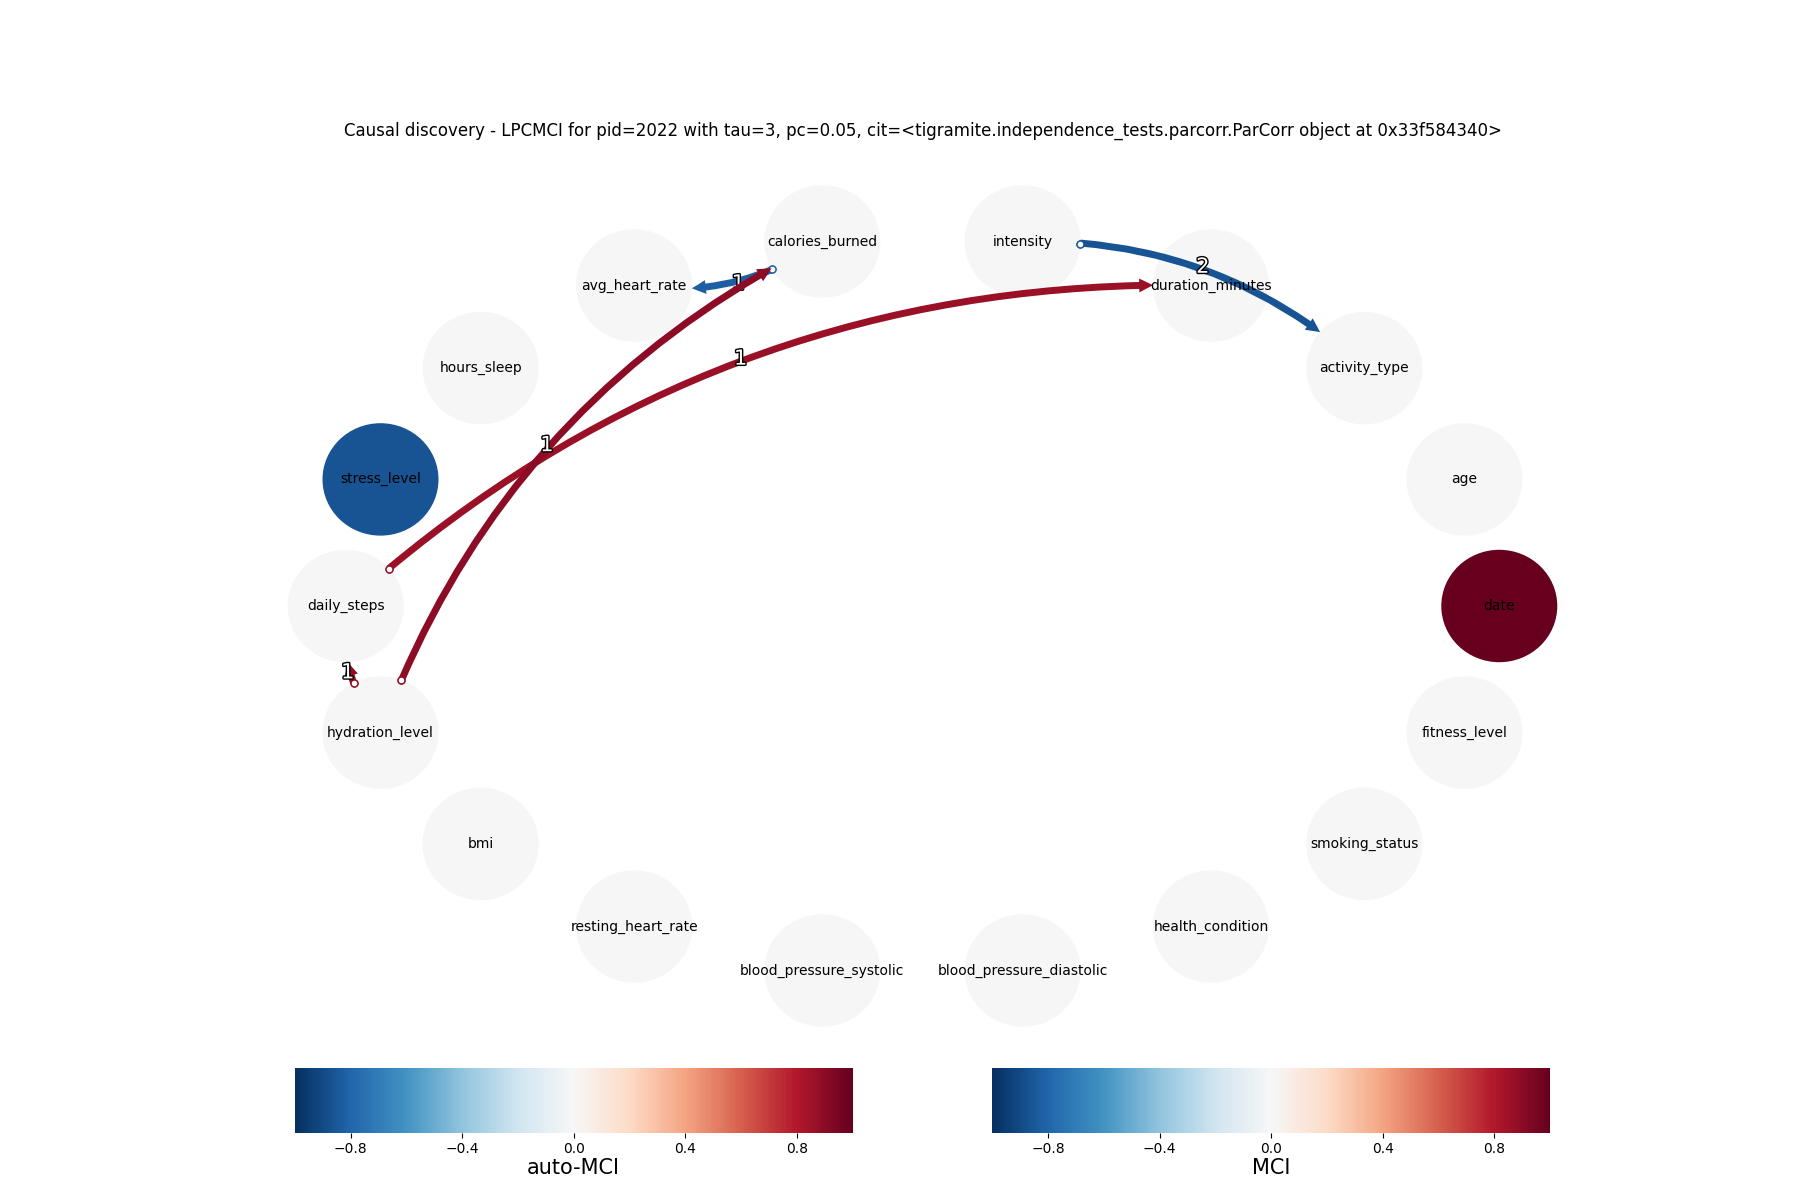 Causal discovery - LPCMCI for pid=2022 with tau=3, pc=0.05, cit=<tigramite.independence_tests.parcorr.ParCorr object at 0x33f584340>
calories_burned
intensity
avg_heart_rate
1
2
duration_minutes
hours_sleep
1
activity_type
1
stress_level
age
daily_steps
date
1
hydration_level
fitness_level
bmi
smoking_status
resting_heart_rate
health_condition
blood_pressure_systolic
blood_pressure_diastolic
−0.8 −0.4 0.0 0.4 0.8
auto-MCI
−0.8 −0.4 0.0 0.4 0.8
MCI